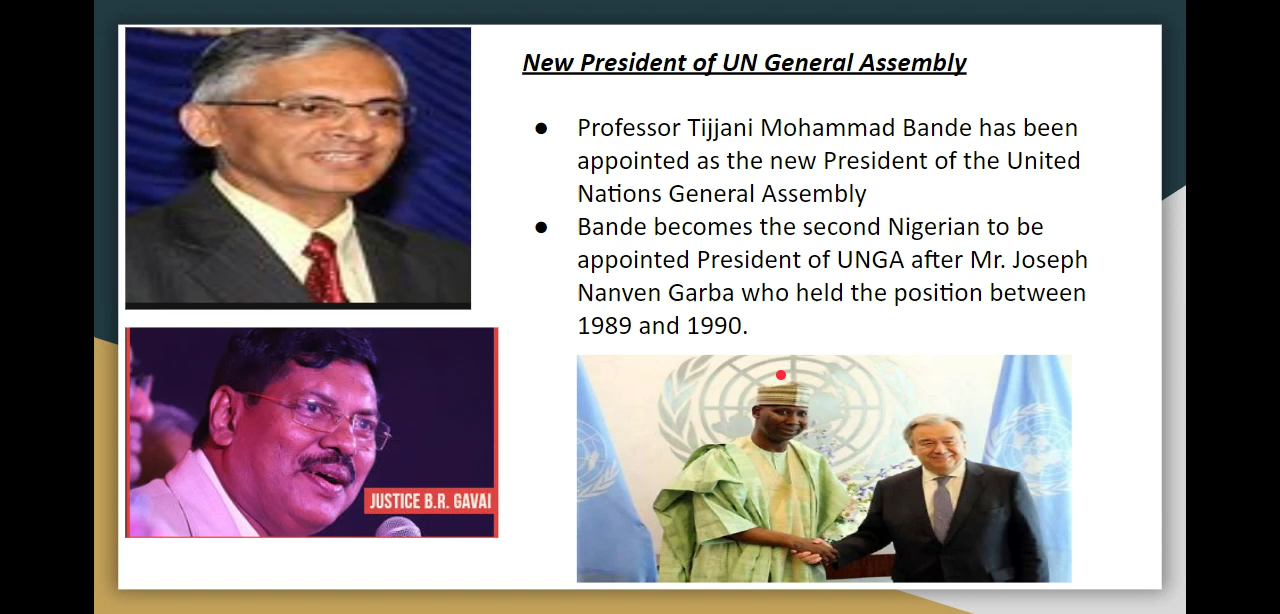 New President of UN General Assembly
● Professor Tijjani Mohammad Bande has been
appointed as the new President of the United
Nations General Assembly
● Bande becomes the second Nigerian to be
appointed President of UNGA after Mr. Joseph
Nanven Garba who held the position between
1989 and 1990.
JUSTICE B.R. GAVAI